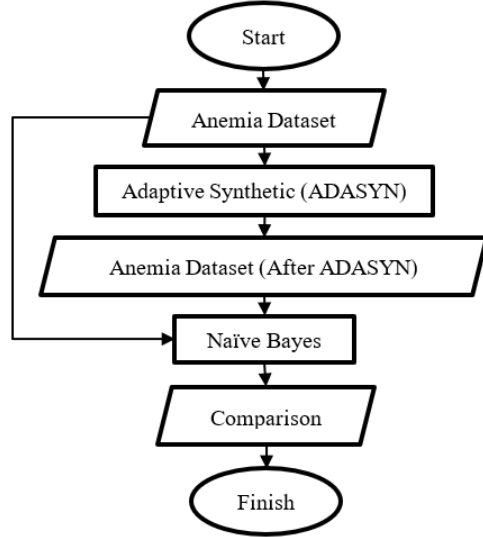 Start
Anemia Dataset
Adaptive Synthetic (ADASYN)
Anemia Dataset (After ADASYN)
Naïve Bayes
Comparison
Finish